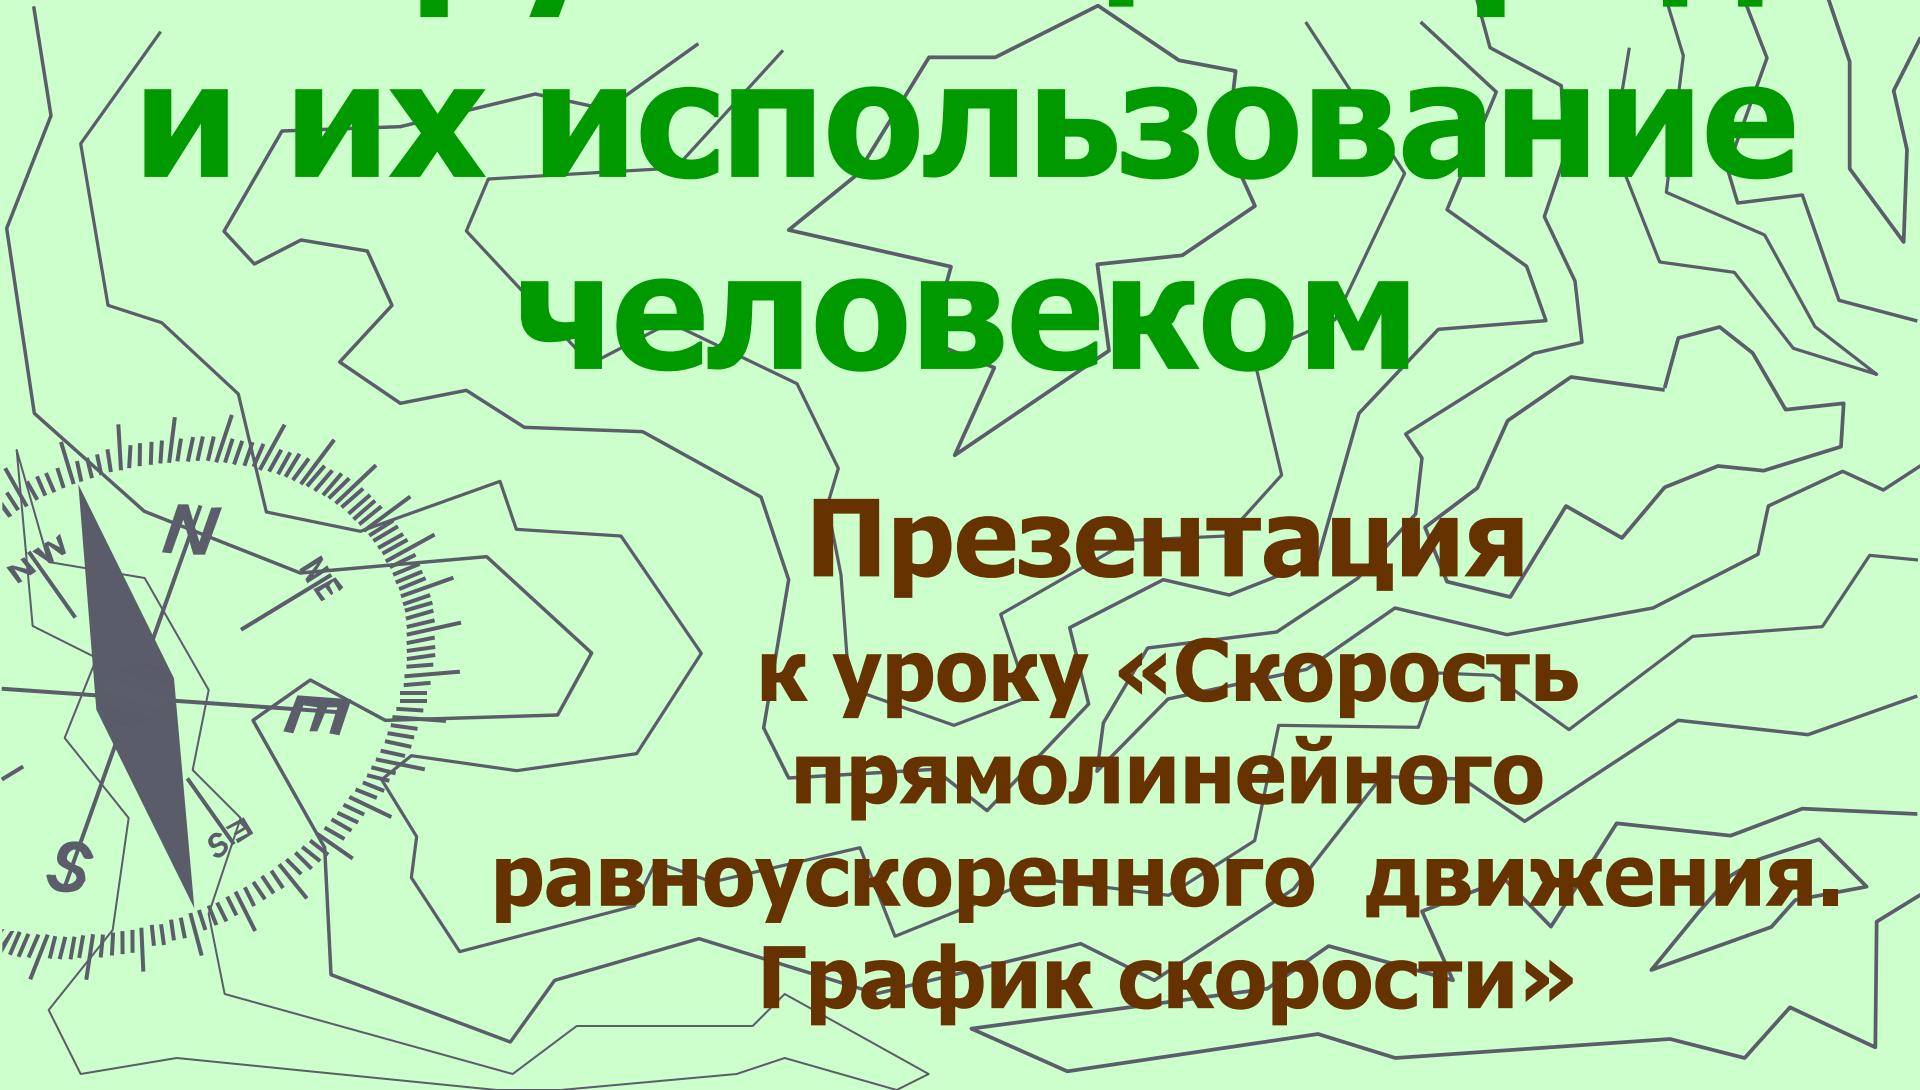 и их использование
человеком
Презентация
к уроку «Скорость
прямолинейного
равноускоренного движения.
График скорости»
N
NW
NE
E
SE
S